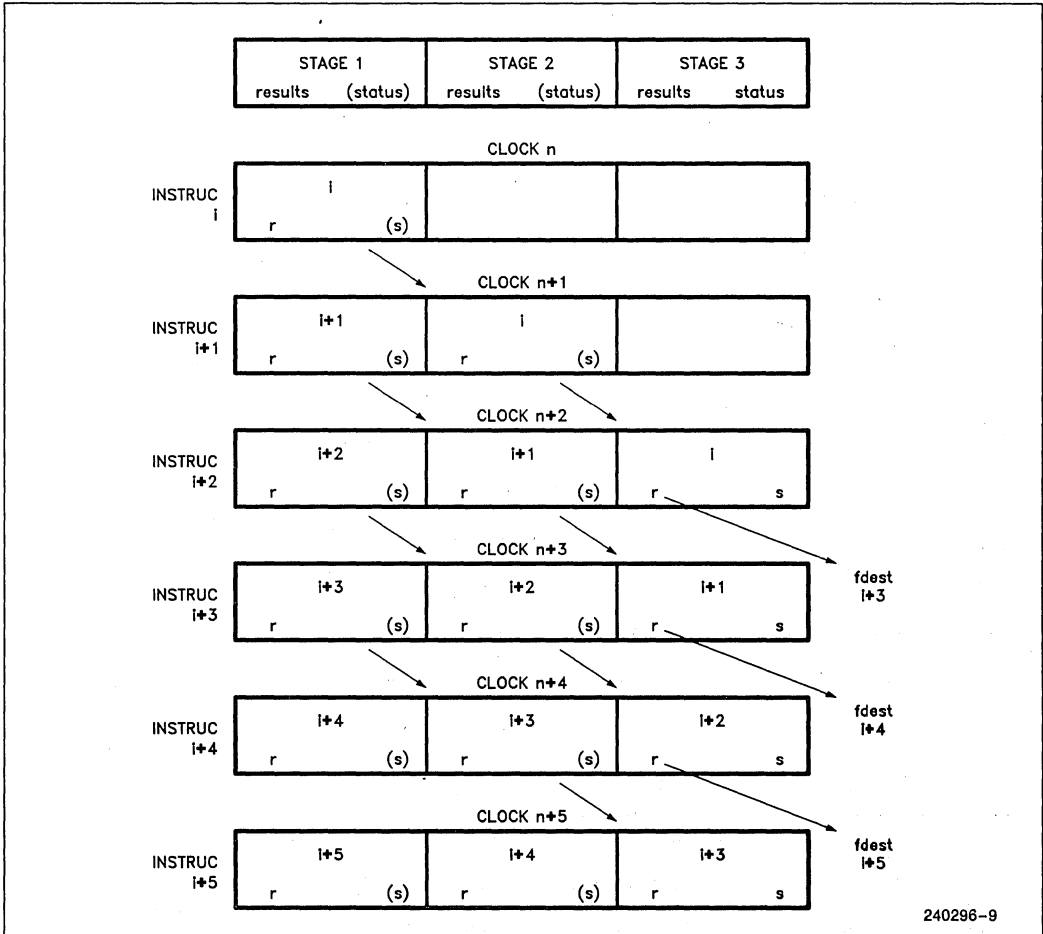 STAGE 1 STAGE 2 STAGE 3
results (status) results (status) results status
CLOCK n
INSTRUC
i
i
r (s)
CLOCK n+1
INSTRUC
i+1
i+1 i
r (s) r (s)
CLOCK n+2
INSTRUC
i+2
i+2 i+1 i
r (s) r (s) r s
CLOCK n+3
fdest
i+3
INSTRUC
i+3
i+3 i+2 i+1
r (s) r (s) r s
CLOCK n+4
fdest
i+4
INSTRUC
i+4
i+4 i+3 i+2
r (s) r (s) r s
CLOCK n+5
fdest
i+5
INSTRUC
i+5
i+5 i+4 i+3
r (s) r (s) r s
240296-9